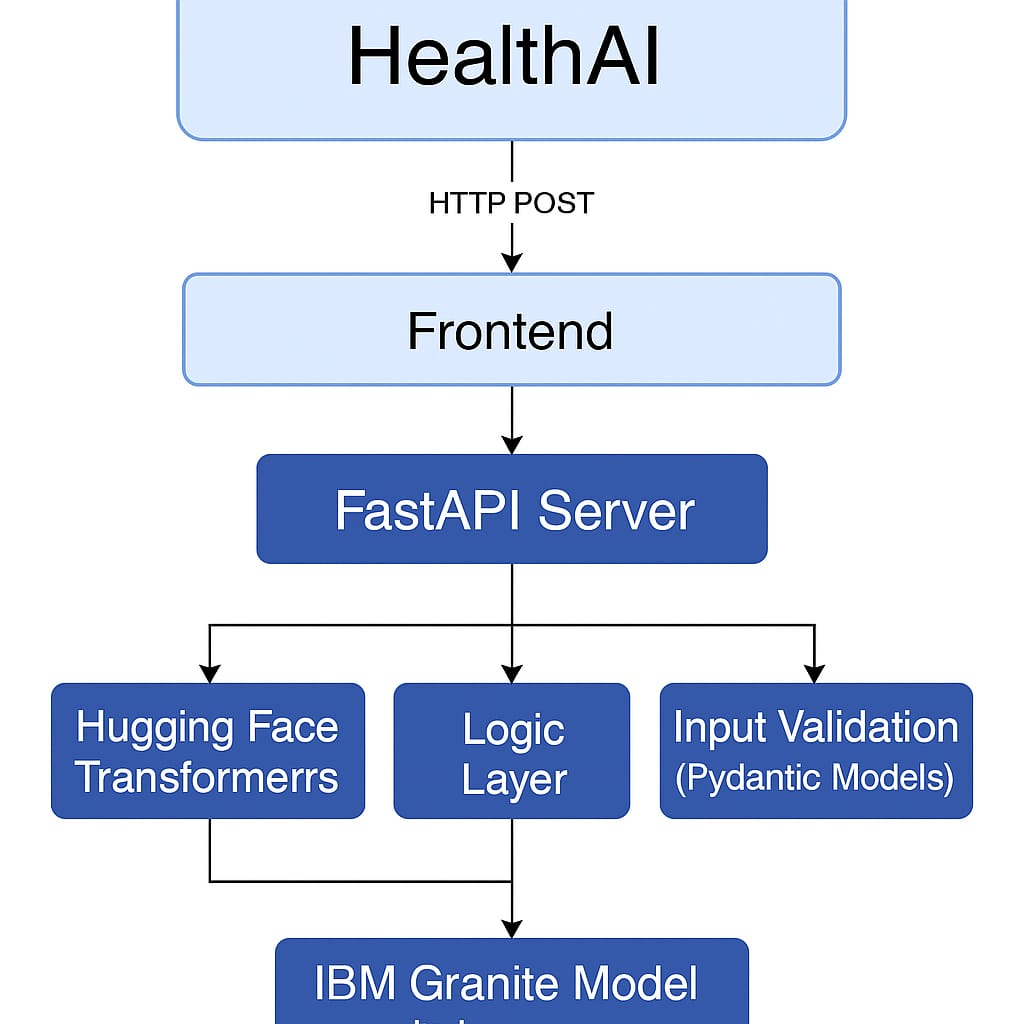 HealthAI
HTTP POST
Frontend
FastAPI Server
Hugging Face
Transformerrs
Logic
Layer
Input Validation
(Pydantic Models)
IBM Granite Model